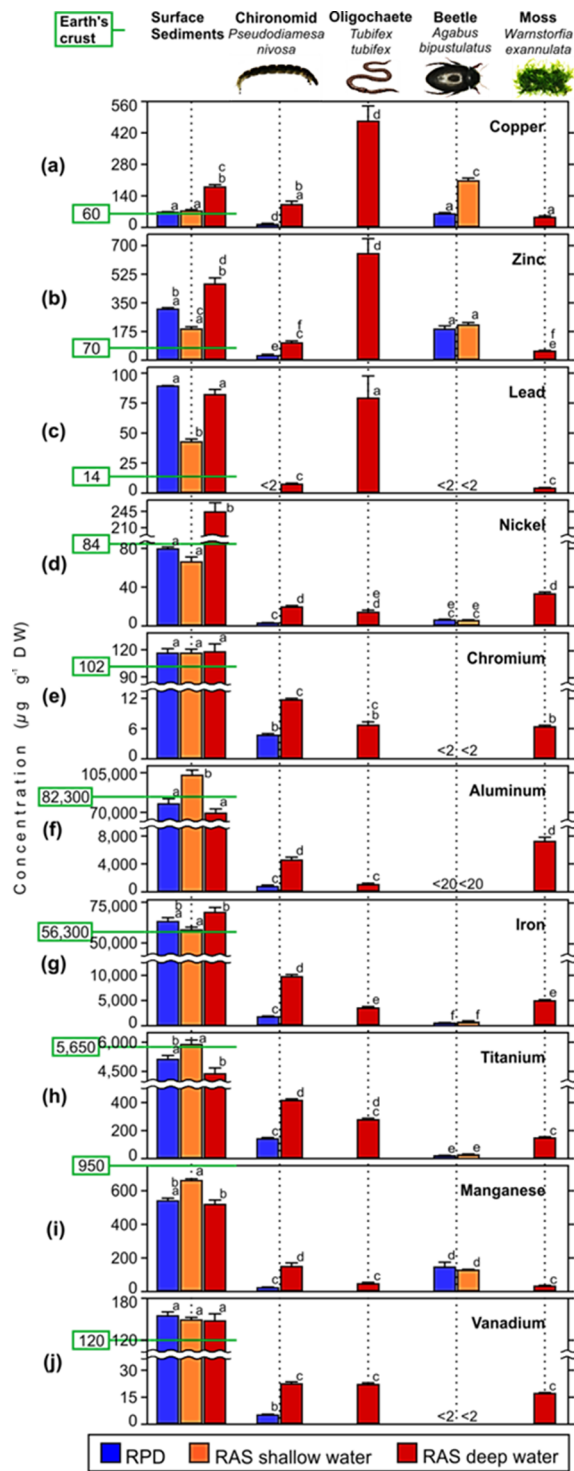 Earth's crust
Surface Sediments
Chironomid
Pseudodiamesa nivosa
Oligochaete
Tubifex tubifex
Beetle
Agabus bipustulatus
Moss
Warnstorfia exannulata
Concentration (µg g⁻¹ DW)
(a)
Copper
560
420
280
140
0
60
a a c b
d b a
d
a c
a
(b)
Zinc
700
525
350
175
0
70
b a c a d b
e f c
a a
f e
(c)
Lead
100
75
50
25
0
14
a b a
<2 c
a
<2 <2
c
(d)
Nickel
245
210
80
40
0
84
a a b
c d
e d
e c e c
d
(e)
Chromium
120
90
12
6
0
102
a a a
b c
c b
<2 <2
b
(f)
Aluminum
105,000
70,000
8,000
4,000
0
82,300
a b a
c d
c
<20 <20
d
(g)
Iron
75,000
50,000
10,000
5,000
0
56,300
b a a b
c d
e
f f
e
(h)
Titanium
6,000
4,500
400
200
0
5,650
b a a b
c d
d c
e e
c
(i)
Manganese
600
400
200
0
950
b a a b
c d
c
d d
c
(j)
Vanadium
180
120
30
15
0
120
a a a
b c
c
<2 <2
c
RPD
RAS shallow water
RAS deep water